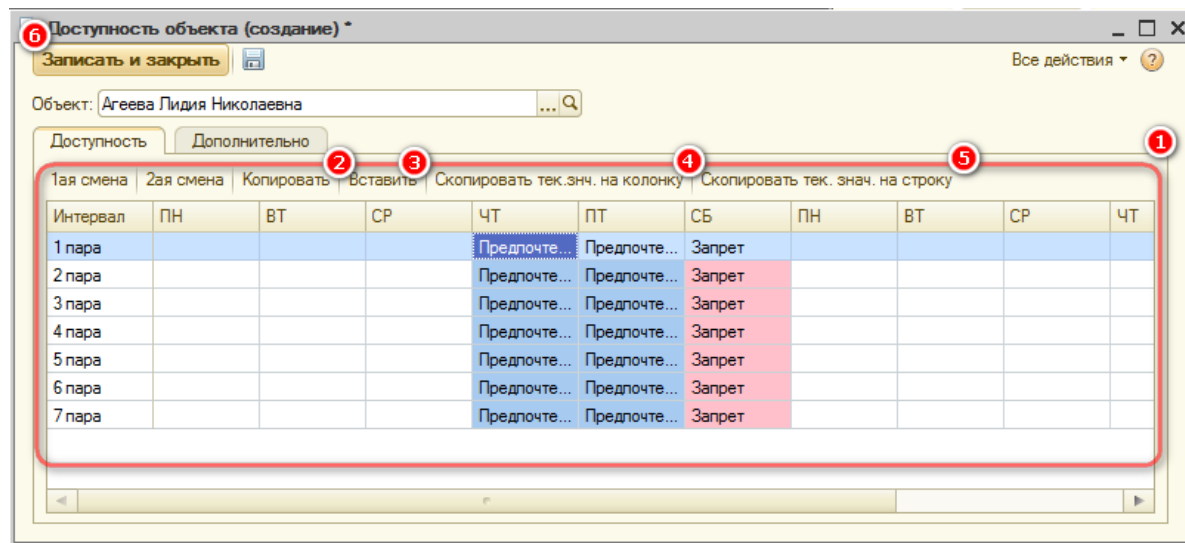 6 Доступность объекта (создание) *
Записать и закрыть Все действия ?
Объект: Агеева Лидия Николаевна ...
Доступность Дополнительно
1
2 3 4 5
1ая смена 2ая смена Копировать Вставить Скопировать тек.знч. на колонку Скопировать тек. знач. на строку
Интервал ПН ВТ СР ЧТ ПТ СБ ПН ВТ СР ЧТ
1 пара Предпочте... Предпочте... Запрет
2 пара Предпочте... Предпочте... Запрет
3 пара Предпочте... Предпочте... Запрет
4 пара Предпочте... Предпочте... Запрет
5 пара Предпочте... Предпочте... Запрет
6 пара Предпочте... Предпочте... Запрет
7 пара Предпочте... Предпочте... Запрет